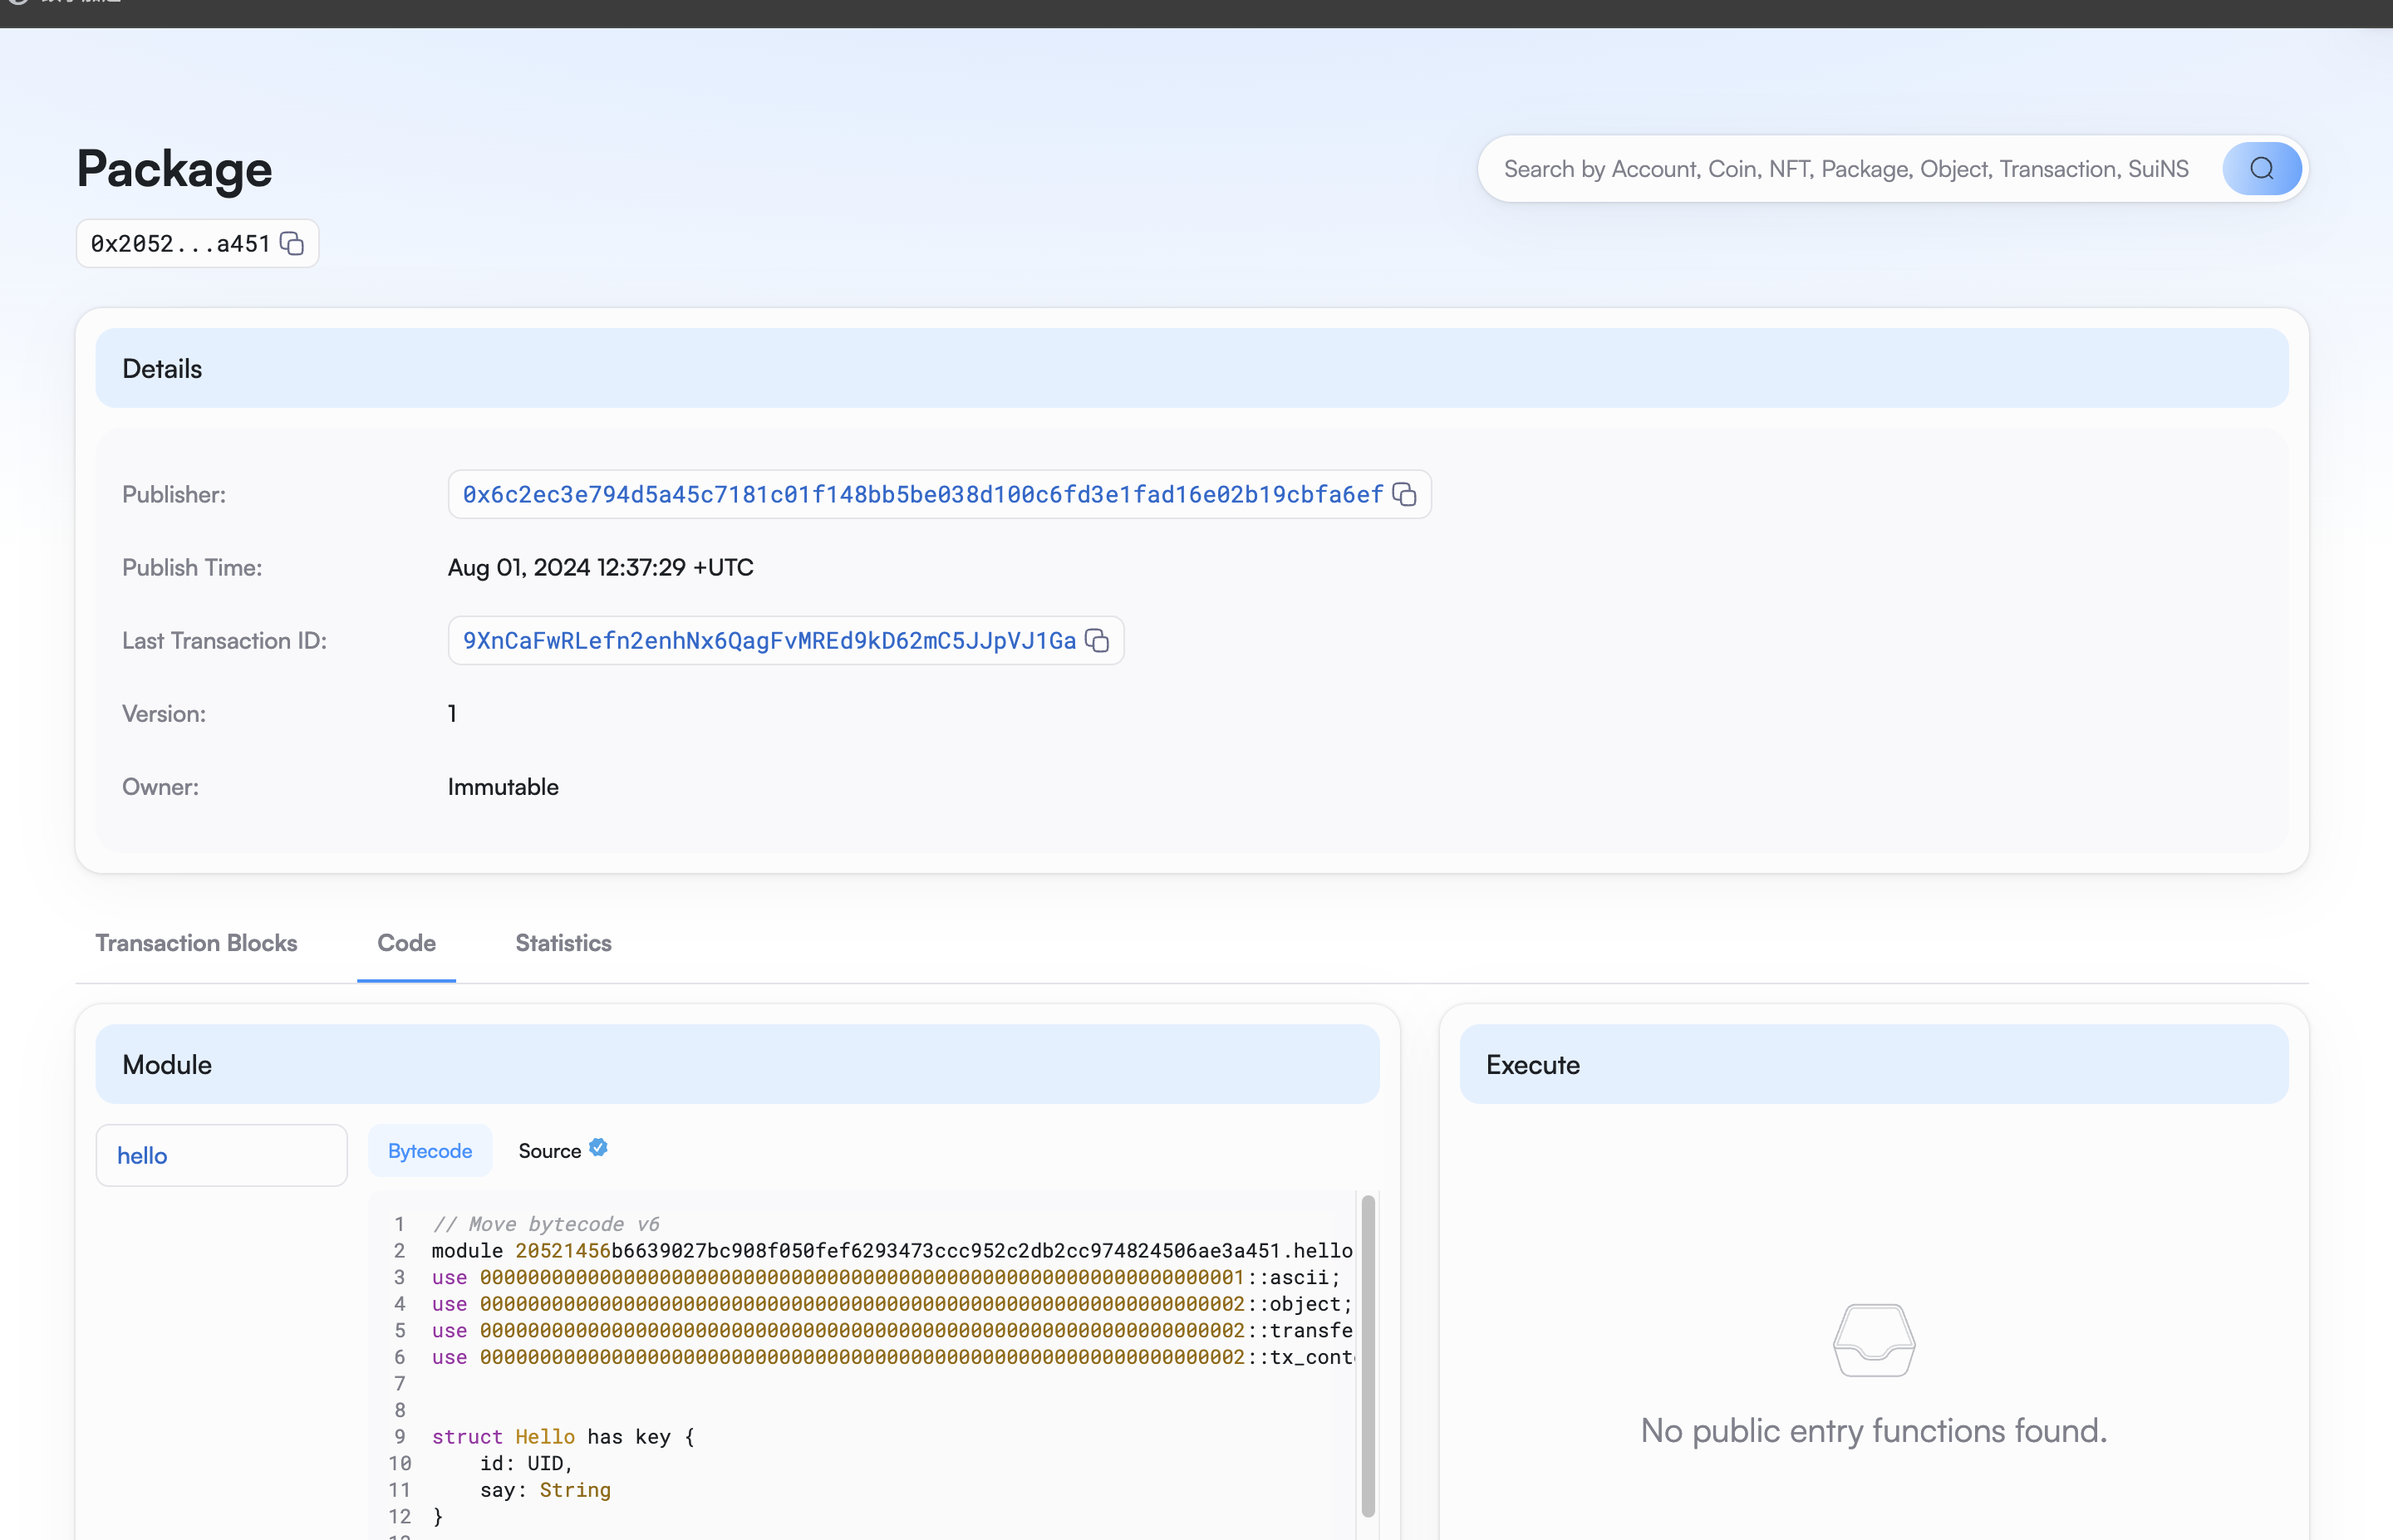 Package
Search by Account, Coin, NFT, Package, Object, Transaction, SuiNS
0x2052...a451
Details
Publisher:
0x6c2ec3e794d5a45c7181c01f148bb5be038d100c6fd3e1fad16e02b19cbfa6ef
Publish Time:
Aug 01, 2024 12:37:29 +UTC
Last Transaction ID:
9XnCaFwRLefn2enhNx6QagFvMREd9kD62mC5JJpVJ1Ga
Version:
1
Owner:
Immutable
Transaction Blocks
Code
Statistics
Module
hello
Bytecode
Source
1 // Move bytecode v6
2 module 20521456b6639027bc908f050fef6293473ccc952c2db2cc974824506ae3a451.hello
3 use 0000000000000000000000000000000000000000000000000000000000000001::ascii;
4 use 0000000000000000000000000000000000000000000000000000000000000002::object;
5 use 0000000000000000000000000000000000000000000000000000000000000002::transfe
6 use 0000000000000000000000000000000000000000000000000000000000000002::tx_cont
7
8
9 struct Hello has key {
10 id: UID,
11 say: String
12 }
Execute
No public entry functions found.